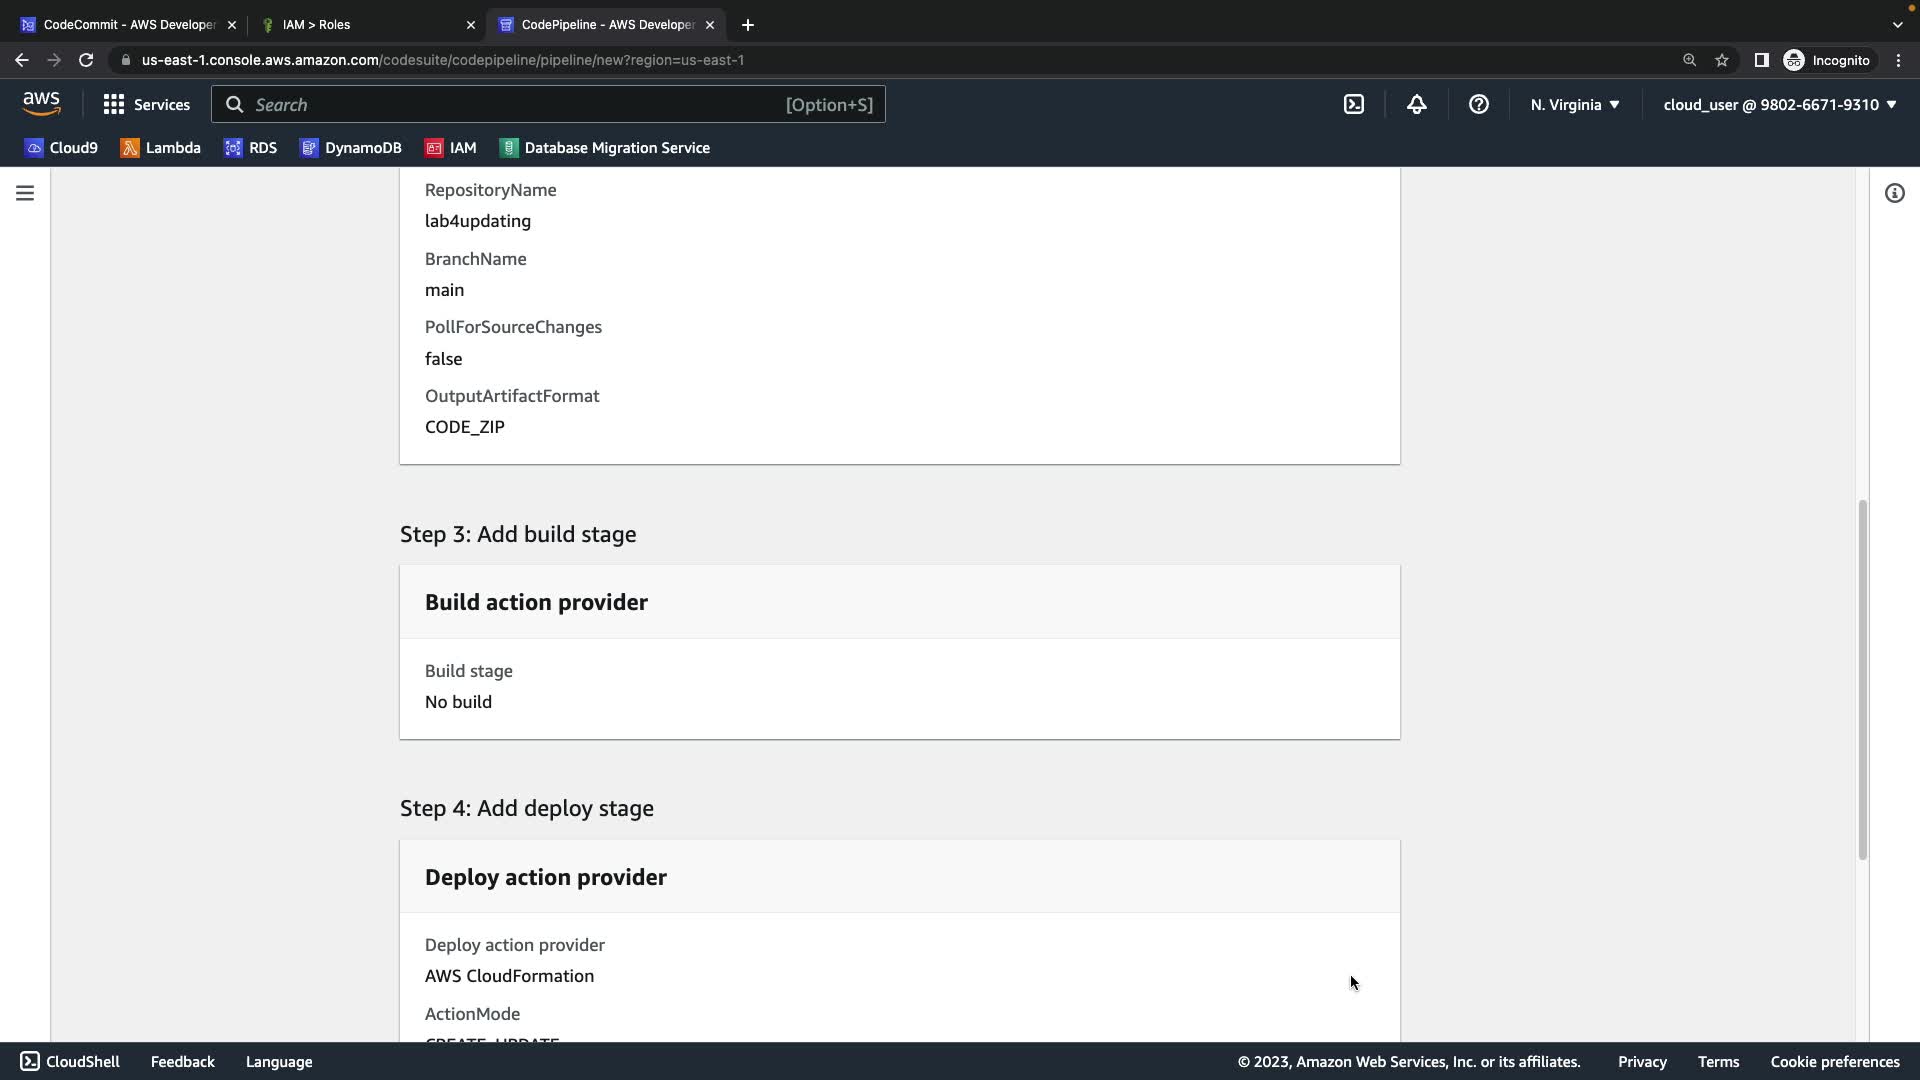 CodeCommit - AWS Developer
IAM > Roles
CodePipeline - AWS Developer
us-east-1.console.aws.amazon.com/codesuite/codepipeline/pipeline/new?region=us-east-1
Incognito
aws
Services
Search
[Option+S]
N. Virginia
cloud_user @ 9802-6671-9310
Cloud9
Lambda
RDS
DynamoDB
IAM
Database Migration Service
RepositoryName
lab4updating
BranchName
main
PollForSourceChanges
false
OutputArtifactFormat
CODE_ZIP
Step 3: Add build stage
Build action provider
Build stage
No build
Step 4: Add deploy stage
Deploy action provider
Deploy action provider
AWS CloudFormation
ActionMode
CREATE_UPDATE
CloudShell
Feedback
Language
© 2023, Amazon Web Services, Inc. or its affiliates.
Privacy
Terms
Cookie preferences